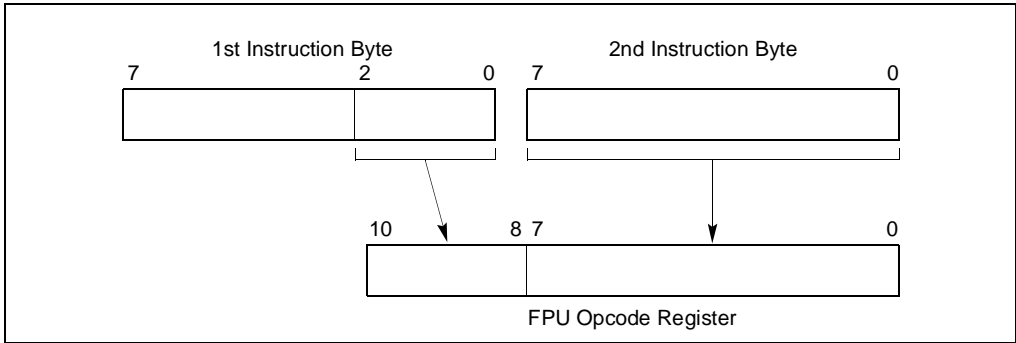 1st Instruction Byte 2nd Instruction Byte
7 2 0 7 0
10 8 7 0
FPU Opcode Register